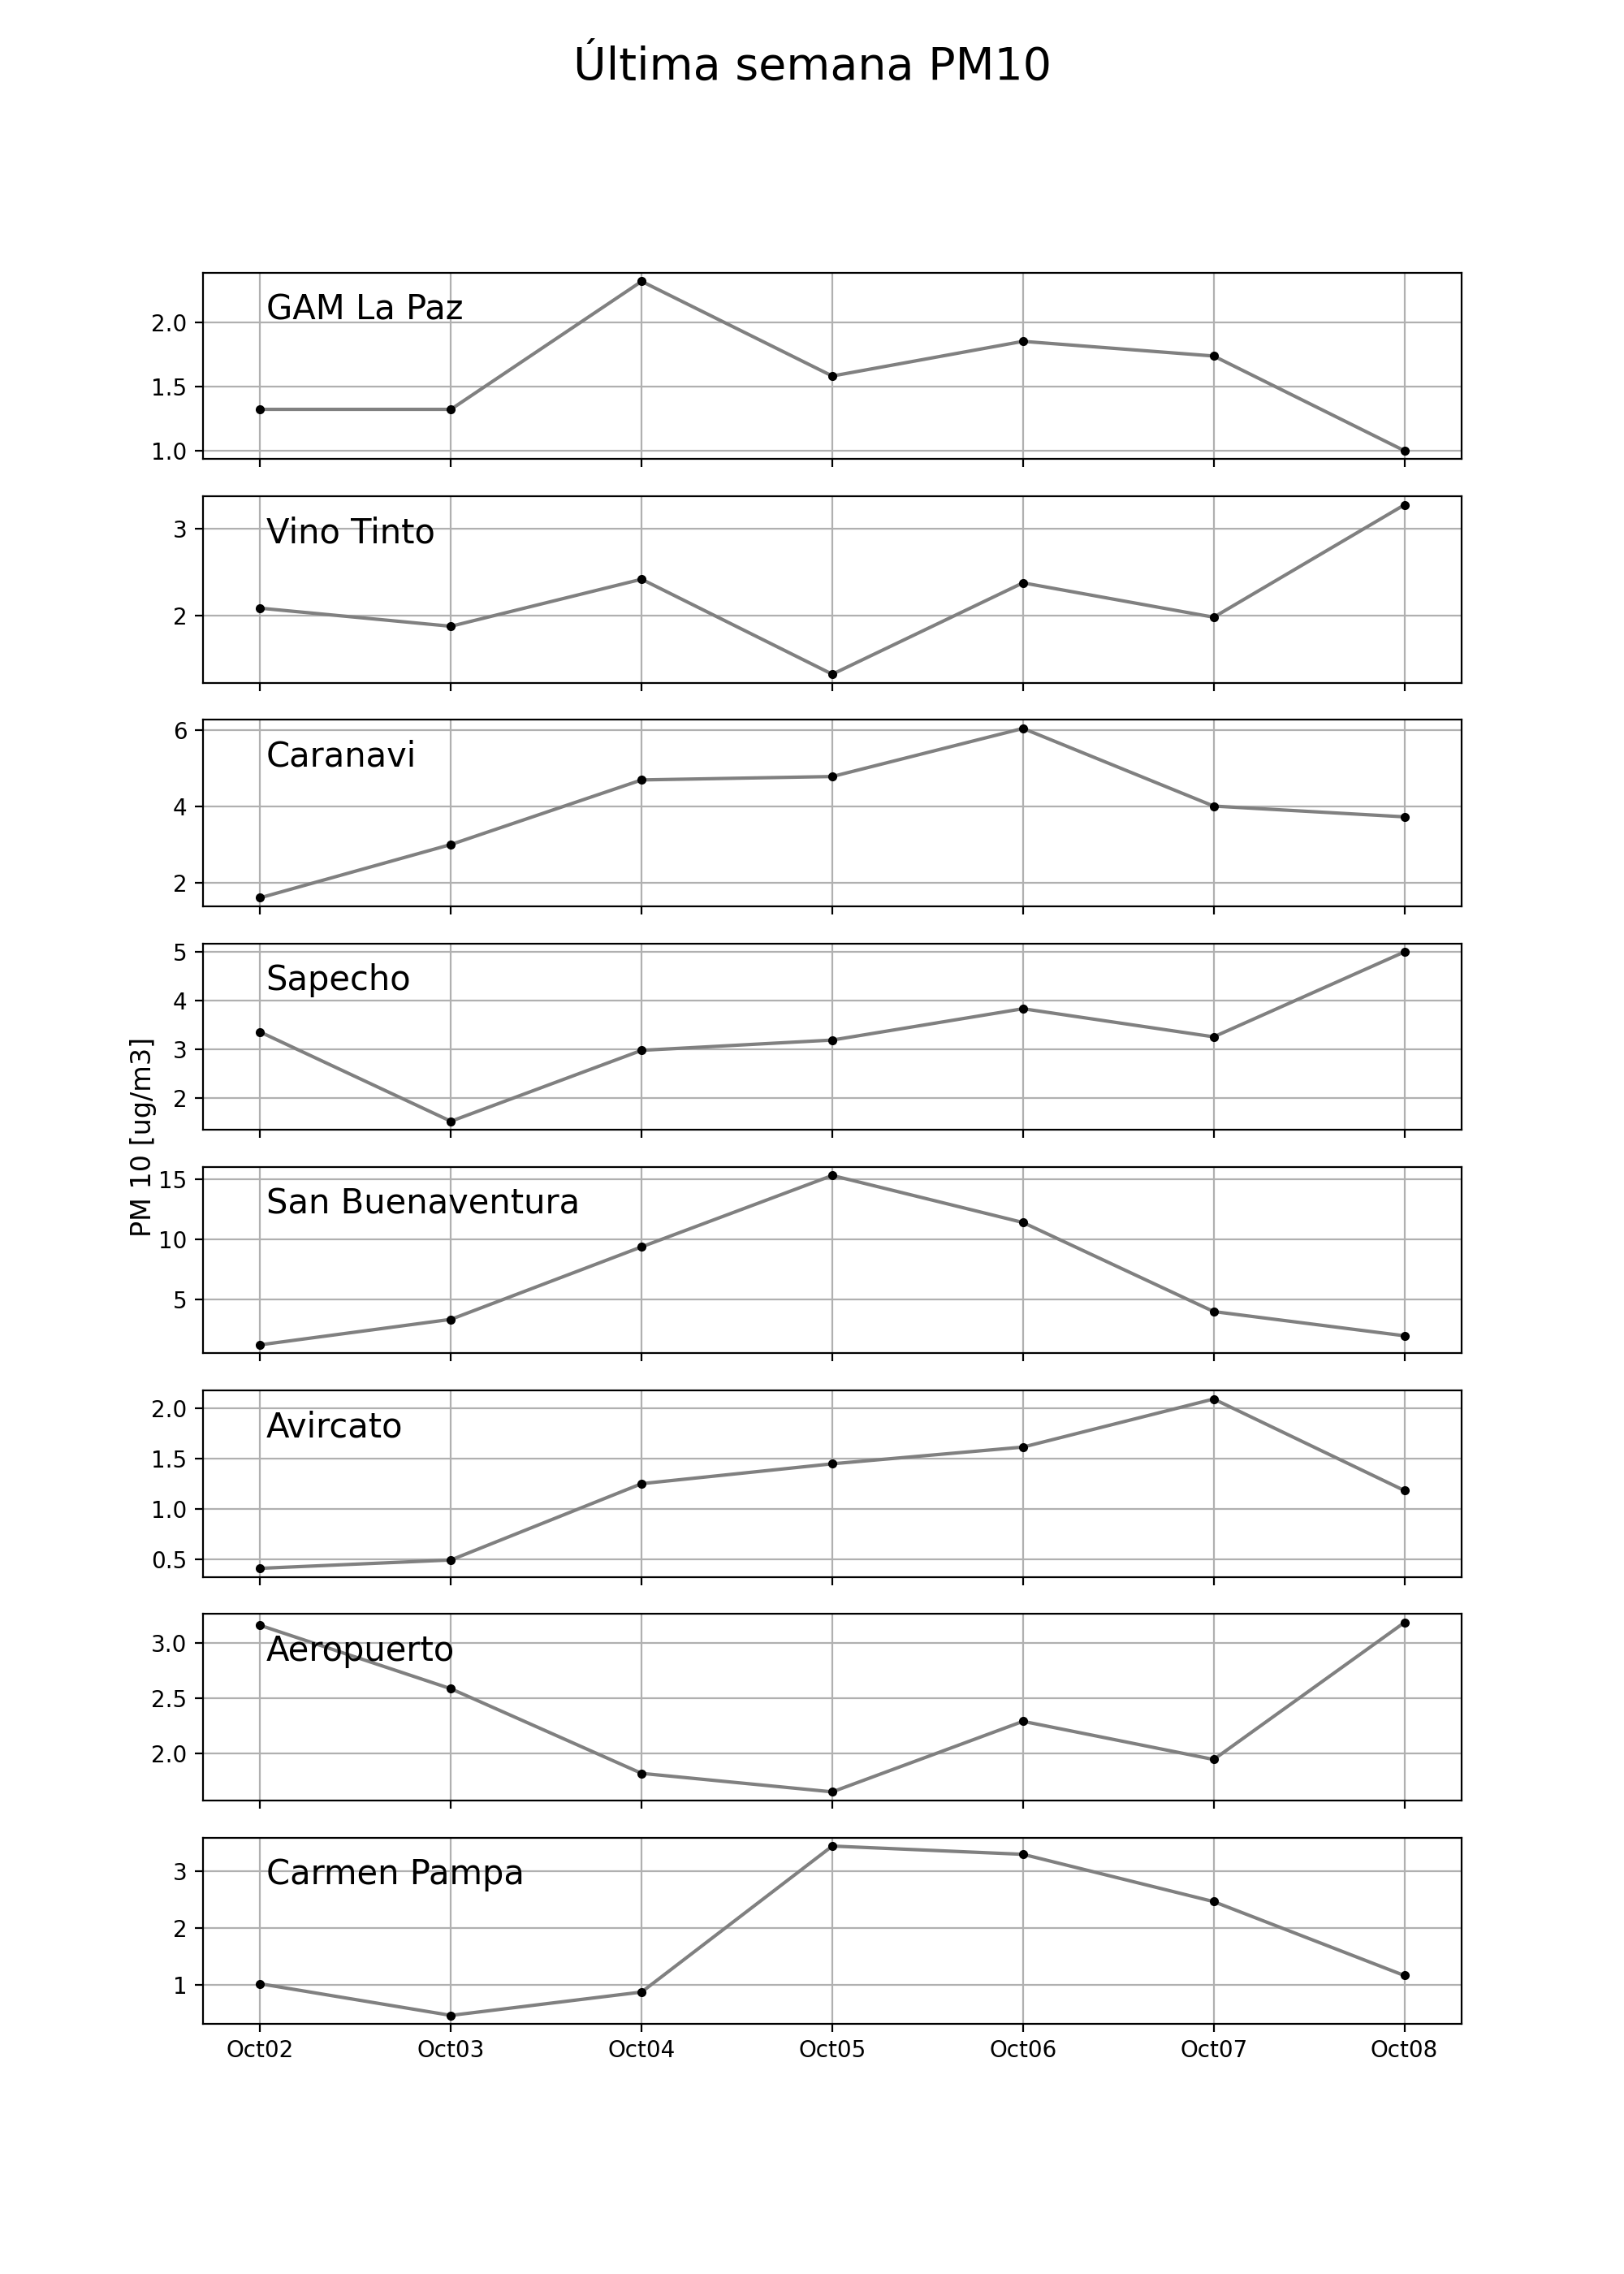 Última semana PM10
GAM La Paz
2.0
1.5
1.0
Vino Tinto
3
2
Caranavi
6
4
2
Sapecho
5
4
3
2
PM 10 [ug/m3]
San Buenaventura
15
10
5
Avircato
2.0
1.5
1.0
0.5
Aeropuerto
3.0
2.5
2.0
Carmen Pampa
3
2
1
Oct02 Oct03 Oct04 Oct05 Oct06 Oct07 Oct08